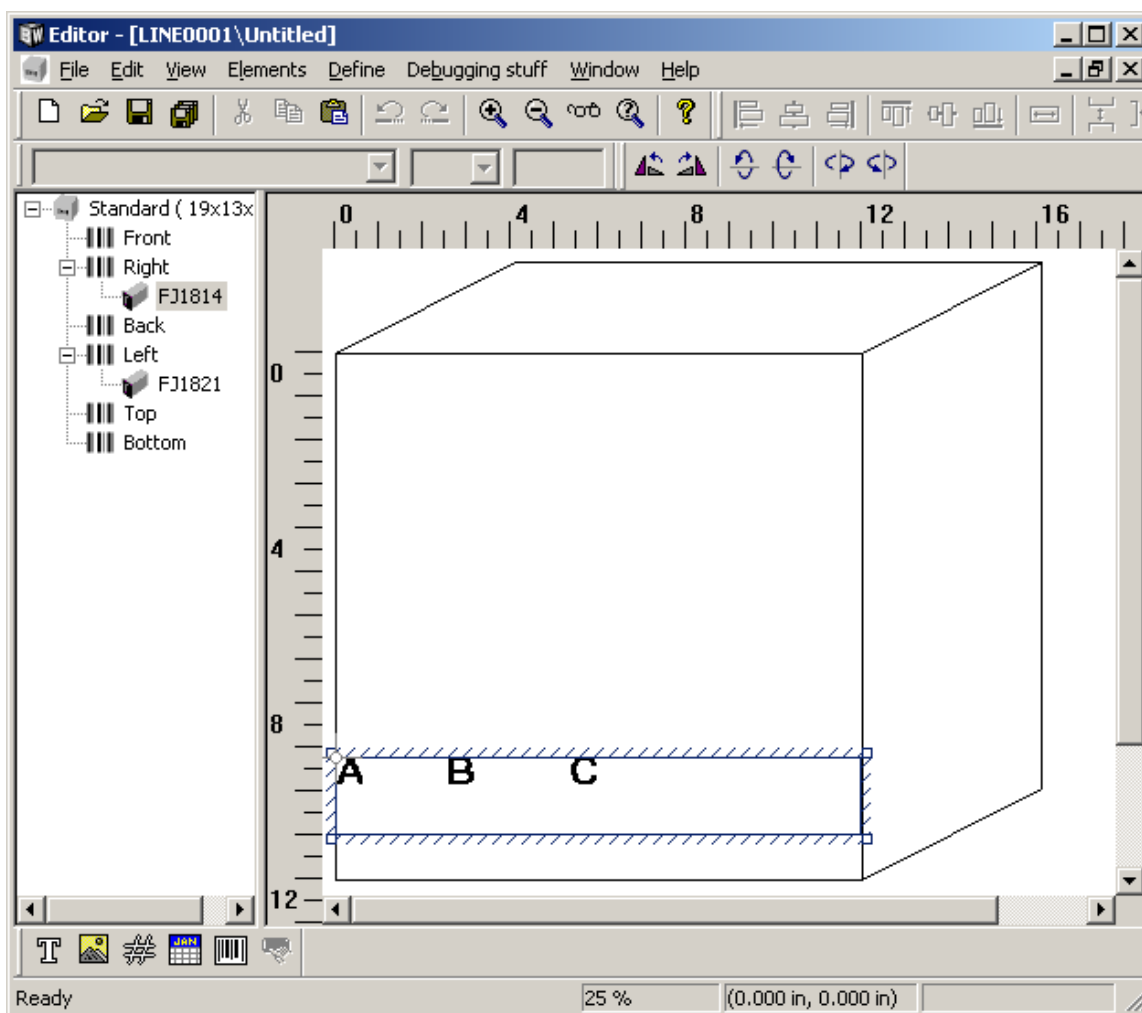 Editor - [LINE0001\Untitled]
File Edit View Elements Define Debugging stuff Window Help
Standard ( 19x13x
Front
Right
FJ1814
Back
Left
FJ1821
Top
Bottom
0 4 8 12 16
0
4
8
12
A B C
JAN
Ready 25 % (0.000 in, 0.000 in)